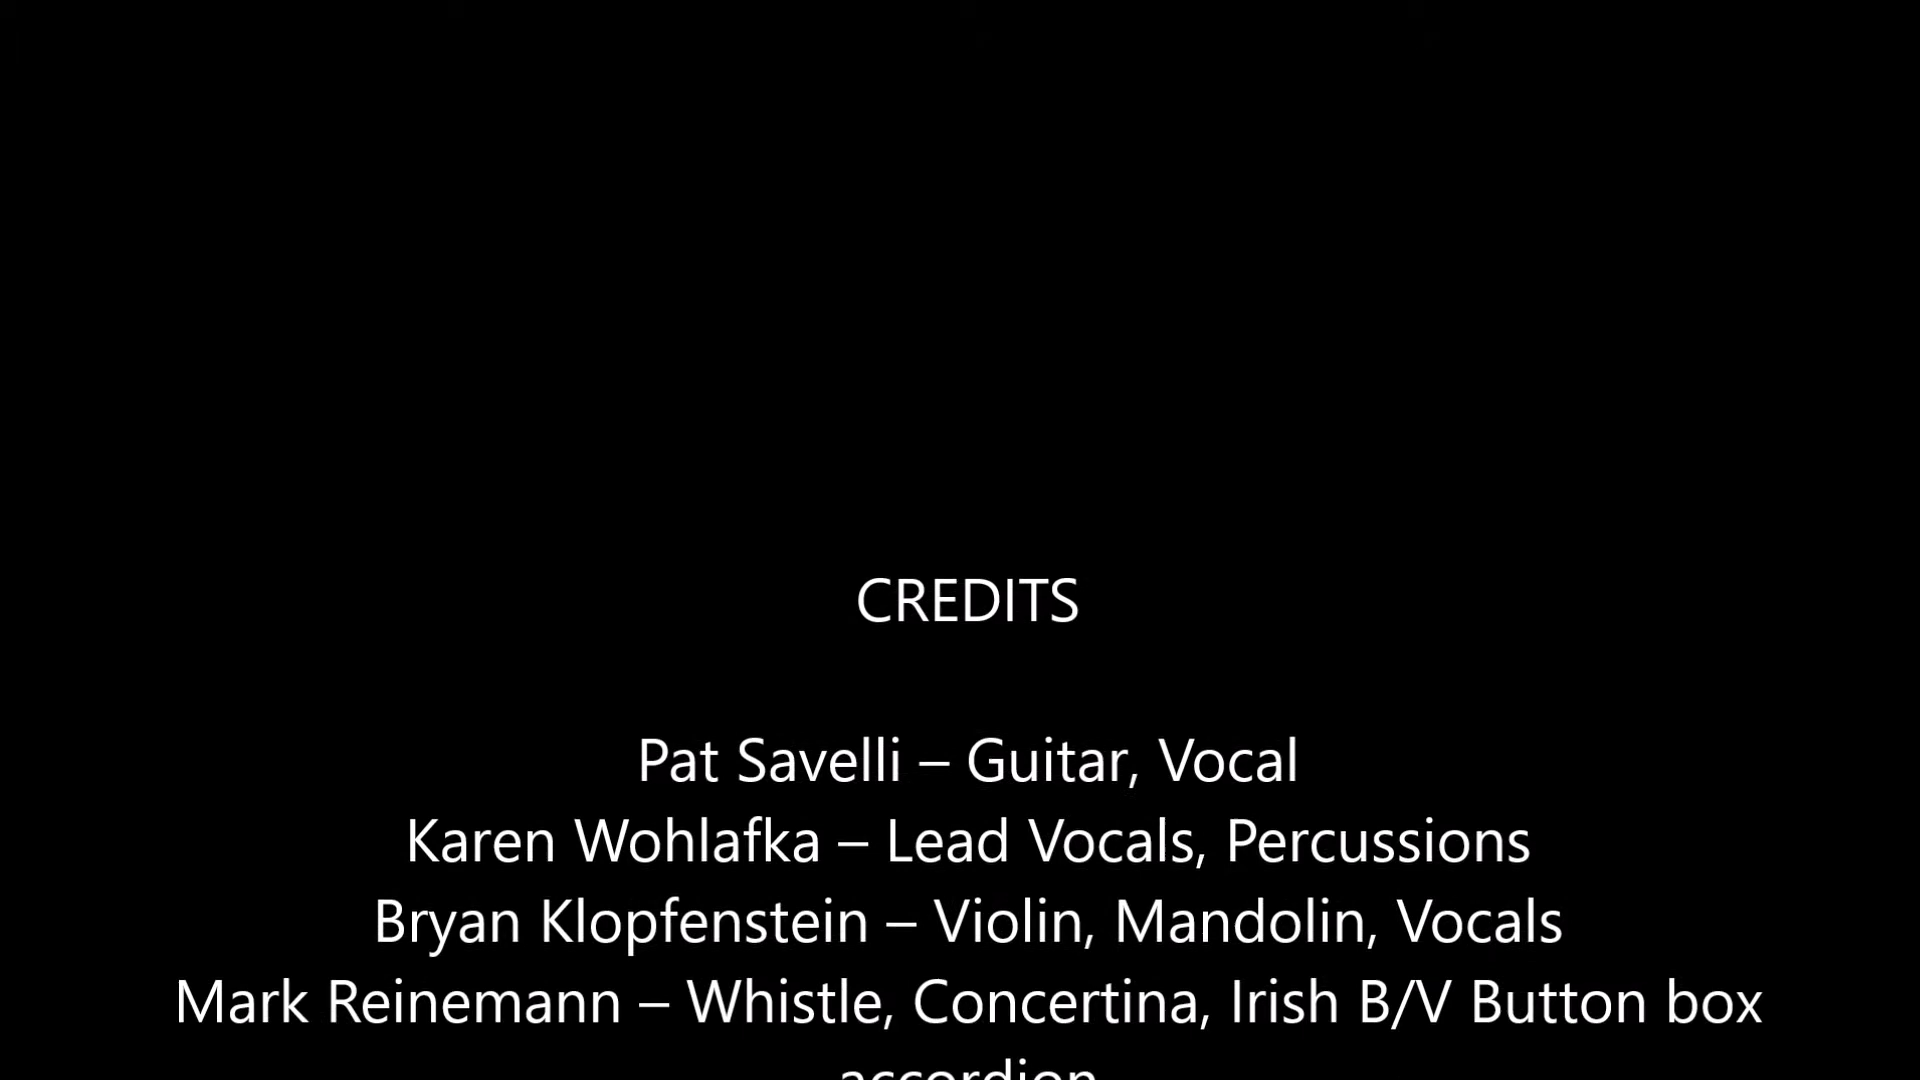 CREDITS
Pat Savelli – Guitar, Vocal
Karen Wohlafka – Lead Vocals, Percussions
Bryan Klopfenstein – Violin, Mandolin, Vocals
Mark Reinemann – Whistle, Concertina, Irish B/V Button box
accordion